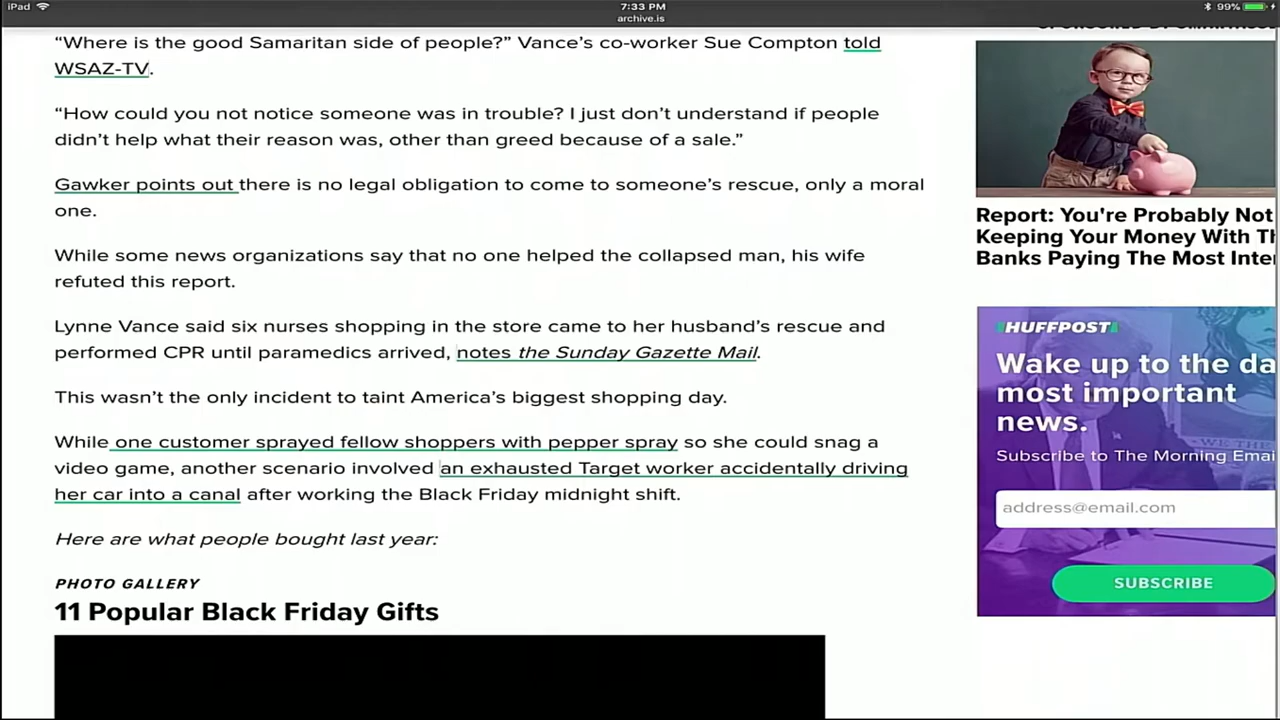 iPad
7:33 PM
99%
archive.is
“Where is the good Samaritan side of people?” Vance’s co-worker Sue Compton told
WSAZ-TV.
“How could you not notice someone was in trouble? I just don’t understand if people
didn’t help what their reason was, other than greed because of a sale.”
Gawker points out there is no legal obligation to come to someone’s rescue, only a moral
one.
While some news organizations say that no one helped the collapsed man, his wife
refuted this report.
Lynne Vance said six nurses shopping in the store came to her husband’s rescue and
performed CPR until paramedics arrived, notes the Sunday Gazette Mail.
This wasn’t the only incident to taint America’s biggest shopping day.
While one customer sprayed fellow shoppers with pepper spray so she could snag a
video game, another scenario involved an exhausted Target worker accidentally driving
her car into a canal after working the Black Friday midnight shift.
Here are what people bought last year:
PHOTO GALLERY
11 Popular Black Friday Gifts
Report: You're Probably Not
Keeping Your Money With Th
Banks Paying The Most Inte
HUFFPOST
Wake up to the da
most important
news.
Subscribe to The Morning Emai
address@email.com
SUBSCRIBE